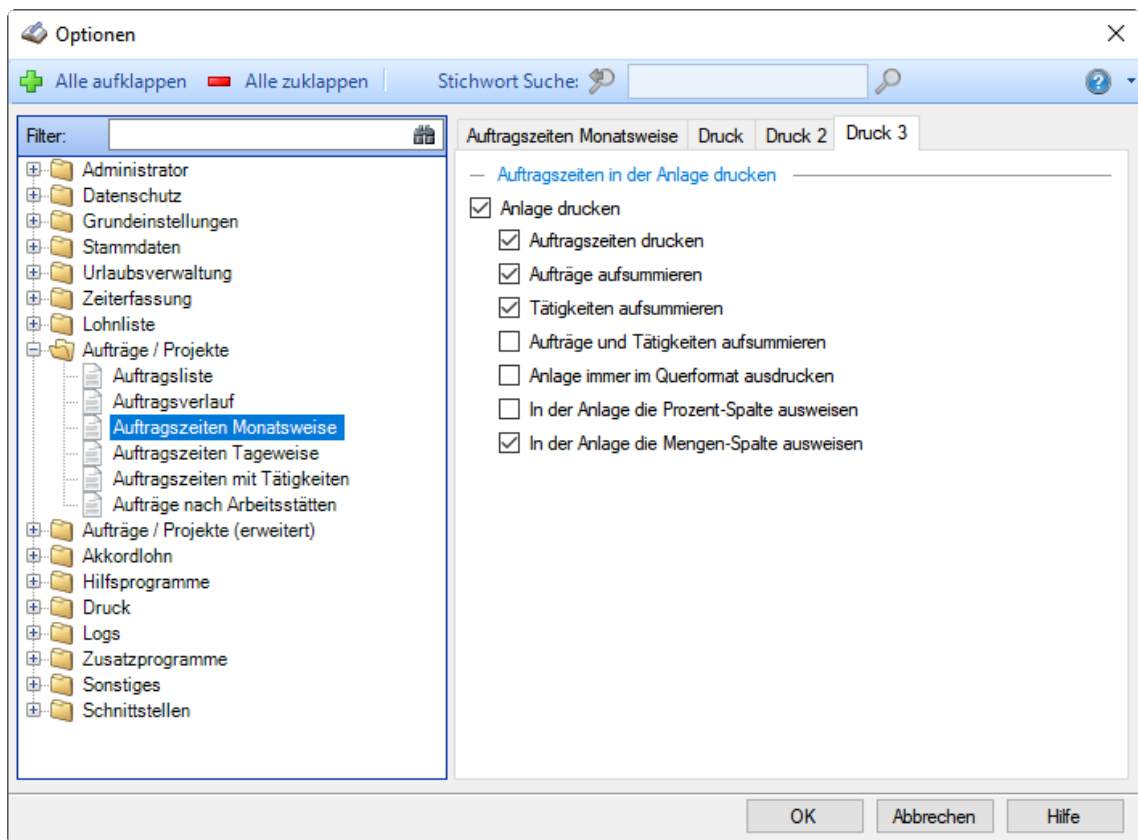 Optionen
Alle aufklappen Alle zuklappen Stichwort Suche:
Filter:
Administrator
Datenschutz
Grundeinstellungen
Stammdaten
Urlaubsverwaltung
Zeiterfassung
Lohnliste
Aufträge / Projekte
Auftragsliste
Auftragsverlauf
Auftragszeiten Monatsweise
Auftragszeiten Tageweise
Auftragszeiten mit Tätigkeiten
Aufträge nach Arbeitsstätten
Aufträge / Projekte (erweitert)
Akkordlohn
Hilfsprogramme
Druck
Logs
Zusatzprogramme
Sonstiges
Schnittstellen
Auftragszeiten Monatsweise Druck Druck 2 Druck 3
Auftragszeiten in der Anlage drucken
Anlage drucken
Auftragszeiten drucken
Aufträge aufsummieren
Tätigkeiten aufsummieren
Aufträge und Tätigkeiten aufsummieren
Anlage immer im Querformat ausdrucken
In der Anlage die Prozent-Spalte ausweisen
In der Anlage die Mengen-Spalte ausweisen
OK Abbrechen Hilfe